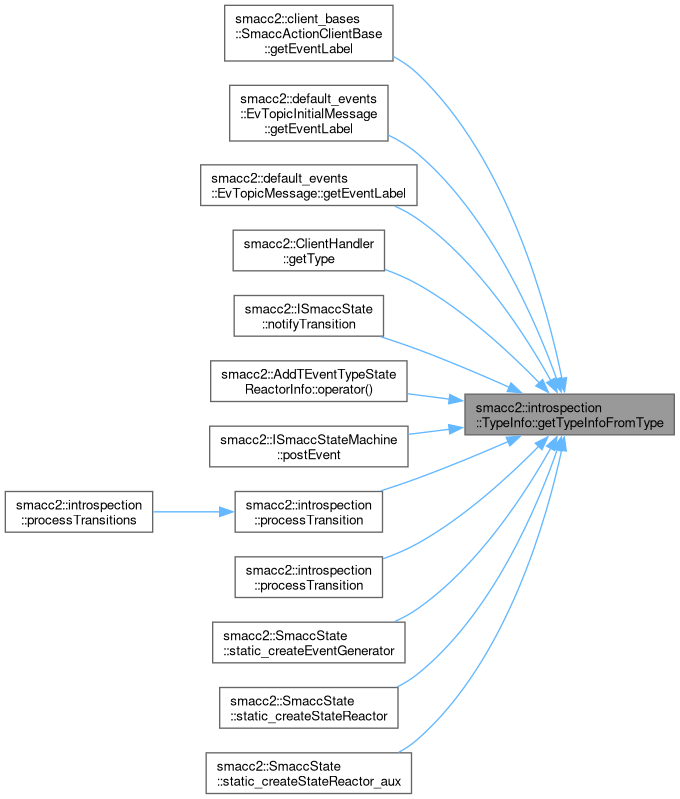 smacc2::client_bases
::SmaccActionClientBase
::getEventLabel
smacc2::default_events
::EvTopicInitialMessage
::getEventLabel
smacc2::default_events
::EvTopicMessage::getEventLabel
smacc2::ClientHandler
::getType
smacc2::ISmaccState
::notifyTransition
smacc2::AddTEventTypeState
ReactorInfo::operator()
smacc2::introspection
::TypeInfo::getTypeInfoFromType
smacc2::ISmaccStateMachine
::postEvent
smacc2::introspection
::processTransitions
smacc2::introspection
::processTransition
smacc2::introspection
::processTransition
smacc2::SmaccState
::static_createEventGenerator
smacc2::SmaccState
::static_createStateReactor
smacc2::SmaccState
::static_createStateReactor_aux